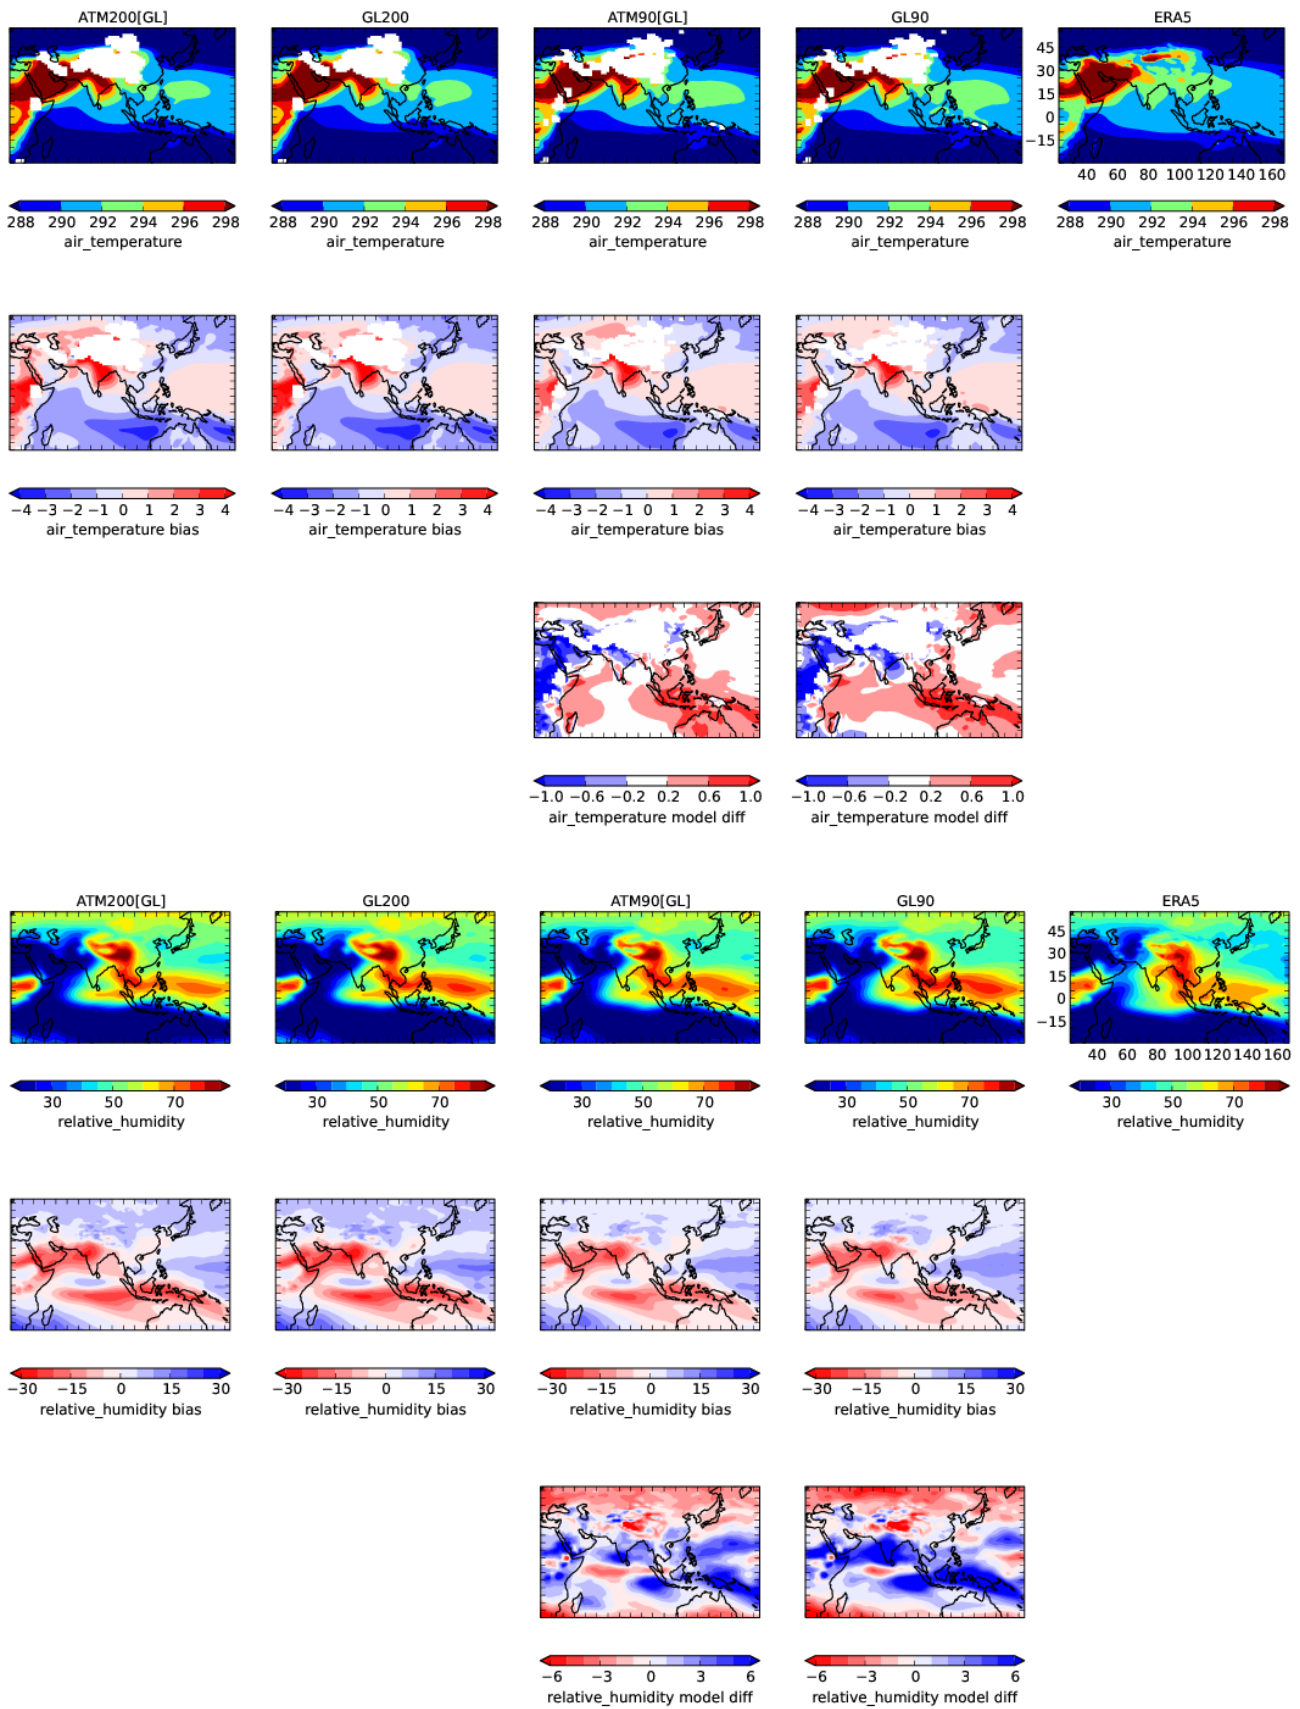 ATM200[GL] GL200 ATM90[GL] GL90 ERA5
45
30
15
0
−15
40 60 80 100 120 140 160
288 290 292 294 296 298 288 290 292 294 296 298 288 290 292 294 296 298 288 290 292 294 296 298 288 290 292 294 296 298
air_temperature air_temperature air_temperature air_temperature air_temperature
−4 −3 −2 −1 0 1 2 3 4 −4 −3 −2 −1 0 1 2 3 4 −4 −3 −2 −1 0 1 2 3 4 −4 −3 −2 −1 0 1 2 3 4
air_temperature bias air_temperature bias air_temperature bias air_temperature bias
−1.0 −0.6 −0.2 0.2 0.6 1.0 −1.0 −0.6 −0.2 0.2 0.6 1.0
air_temperature model diff air_temperature model diff
ATM200[GL] GL200 ATM90[GL] GL90 ERA5
45
30
15
0
−15
40 60 80 100 120 140 160
30 50 70 30 50 70 30 50 70 30 50 70 30 50 70
relative_humidity relative_humidity relative_humidity relative_humidity relative_humidity
−30 −15 0 15 30 −30 −15 0 15 30 −30 −15 0 15 30 −30 −15 0 15 30
relative_humidity bias relative_humidity bias relative_humidity bias relative_humidity bias
−6 −3 0 3 6 −6 −3 0 3 6
relative_humidity model diff relative_humidity model diff